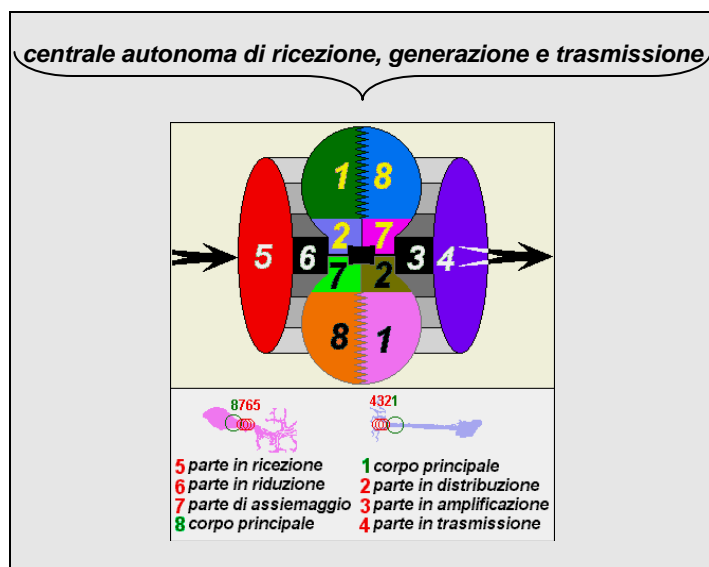 centrale autonoma di ricezione, generazione e trasmissione
1 8
2 7
5 6 3 4
7 2
8 1
8765 4321
5 parte in ricezione 1 corpo principale
6 parte in riduzione 2 parte in distribuzione
7 parte di assiemaggio 3 parte in amplificazione
8 corpo principale 4 parte in trasmissione